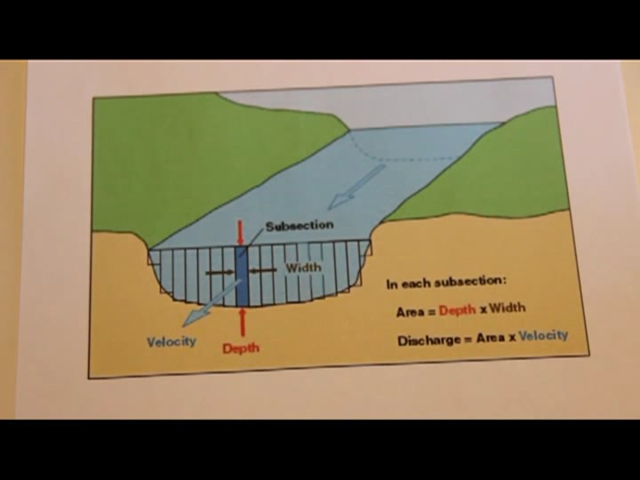 Subsection
Width
Velocity
Depth
In each subsection:
Area = Depth x Width
Discharge = Area x Velocity